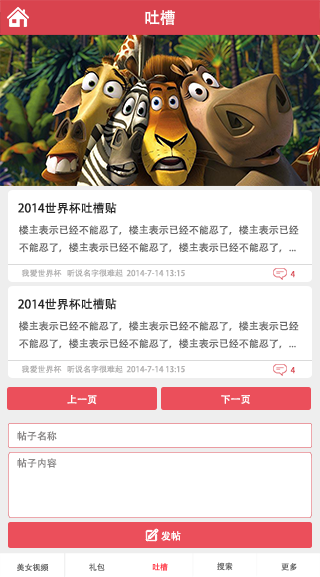 吐槽
2014世界杯吐槽贴
楼主表示已经不能忍了，楼主表示已经不能忍了，楼主表示已经
不能忍了，楼主表示已经不能忍了，楼主表示已经不能忍了，...
我愛世界杯 听说名字很难起 2014-7-14 13:15 4
2014世界杯吐槽贴
楼主表示已经不能忍了，楼主表示已经不能忍了，楼主表示已经
不能忍了，楼主表示已经不能忍了，楼主表示已经不能忍了，...
我愛世界杯 听说名字很难起 2014-7-14 13:15 4
上一页 下一页
帖子名称
帖子内容
发帖
美女视频 礼包 吐槽 搜索 更多